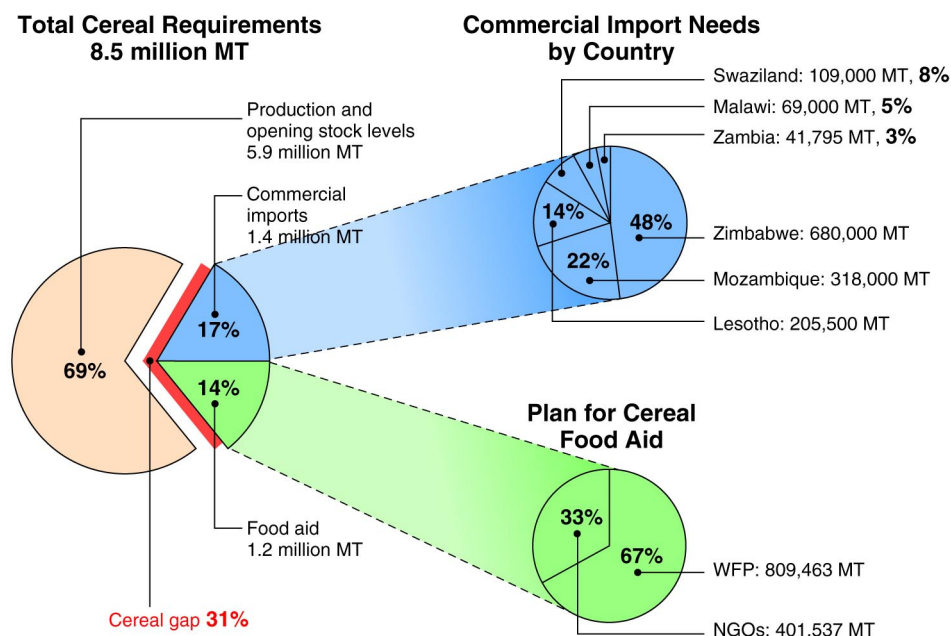 Total Cereal Requirements
8.5 million MT
Production and
opening stock levels
5.9 million MT
Commercial
imports
1.4 million MT
69%
17%
14%
Food aid
1.2 million MT
Cereal gap 31%
Commercial Import Needs
by Country
Swaziland: 109,000 MT, 8%
Malawi: 69,000 MT, 5%
Zambia: 41,795 MT, 3%
14%
48%
22%
Zimbabwe: 680,000 MT
Mozambique: 318,000 MT
Lesotho: 205,500 MT
Plan for Cereal
Food Aid
33%
67%
WFP: 809,463 MT
NGOs: 401,537 MT